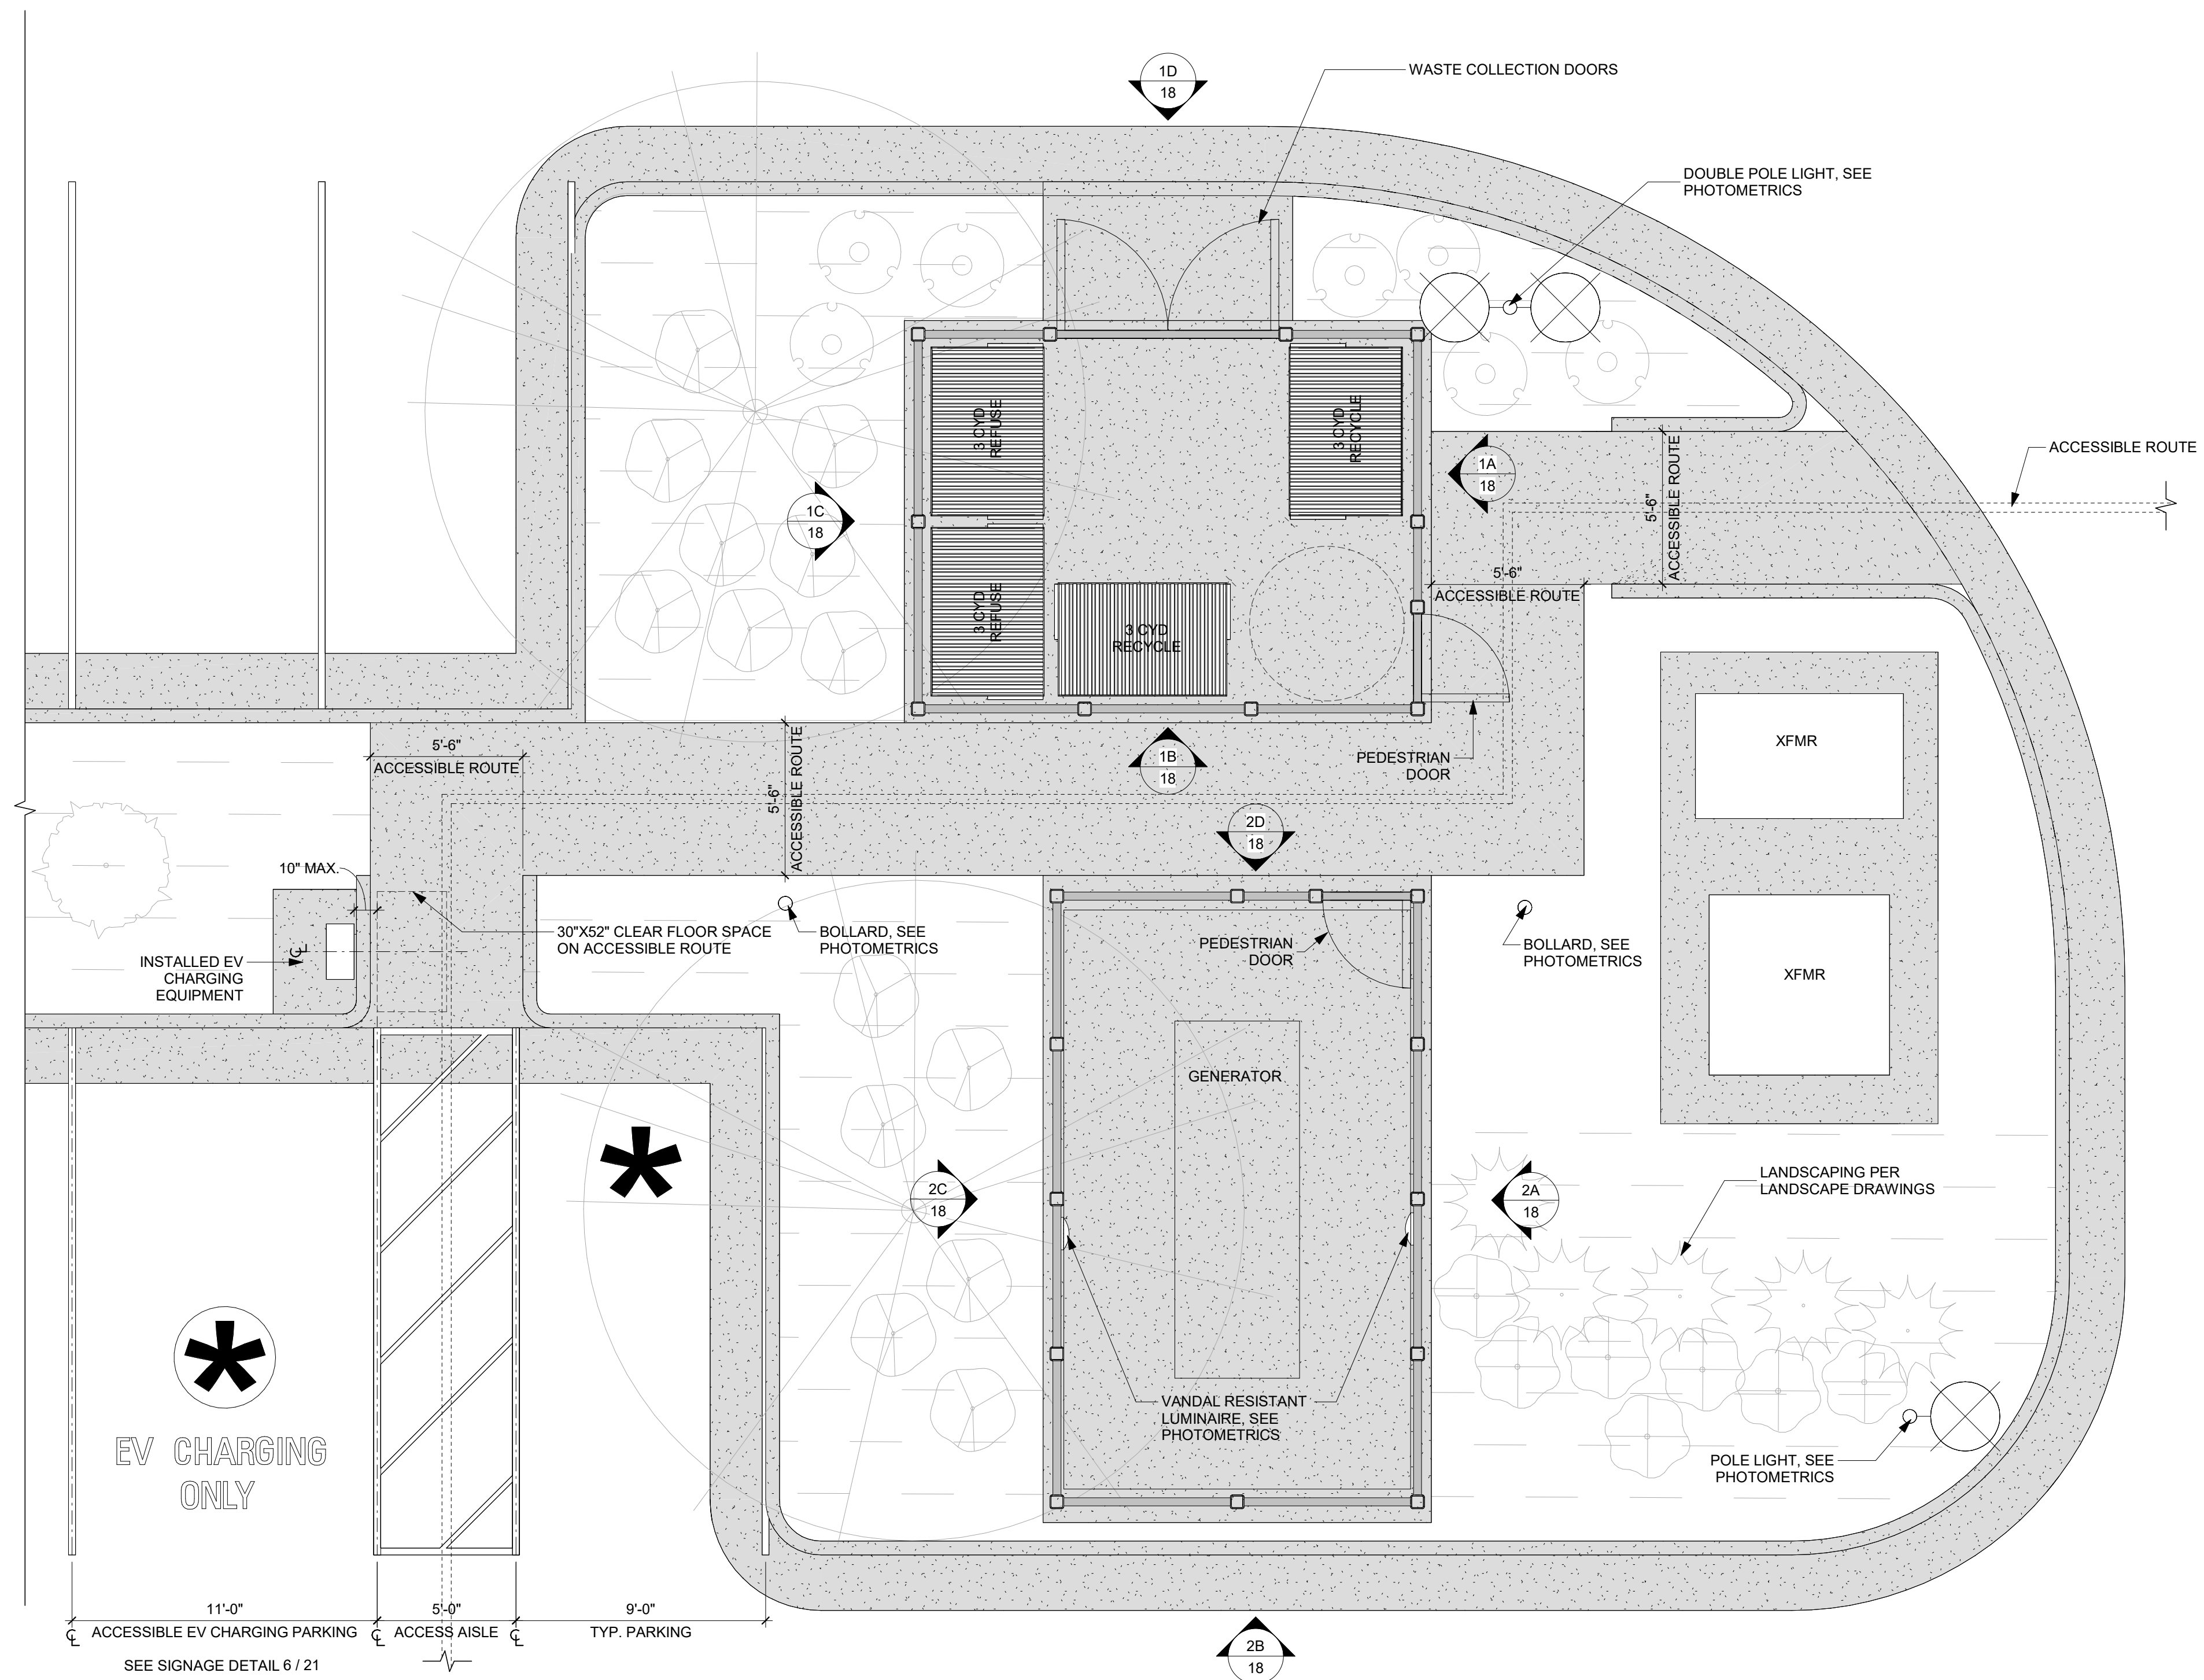 1D
18
WASTE COLLECTION DOORS
DOUBLE POLE LIGHT, SEE
PHOTOMETRICS
3 CYD
REFUSE
3 CYD
RECYCLE
1A
18
5'-6"
ACCESSIBLE ROUTE
ACCESSIBLE ROUTE
1C
18
3 CYD
REFUSE
3 CYD
RECYCLE
5'-6"
ACCESSIBLE ROUTE
5'-6"
ACCESSIBLE ROUTE
5'-6"
ACCESSIBLE ROUTE
1B
18
PEDESTRIAN
DOOR
XFMR
2D
18
10" MAX.
30"X52" CLEAR FLOOR SPACE
ON ACCESSIBLE ROUTE
BOLLARD, SEE
PHOTOMETRICS
PEDESTRIAN
DOOR
BOLLARD, SEE
PHOTOMETRICS
XFMR
CL
INSTALLED EV
CHARGING
EQUIPMENT
GENERATOR
2C
18
2A
18
LANDSCAPING PER
LANDSCAPE DRAWINGS
VANDAL RESISTANT
LUMINAIRE, SEE
PHOTOMETRICS
EV CHARGING
ONLY
POLE LIGHT, SEE
PHOTOMETRICS
11'-0"
5'-0"
9'-0"
CL
ACCESSIBLE EV CHARGING PARKING
CL
ACCESS AISLE
CL
TYP. PARKING
SEE SIGNAGE DETAIL 6 / 21
2B
18